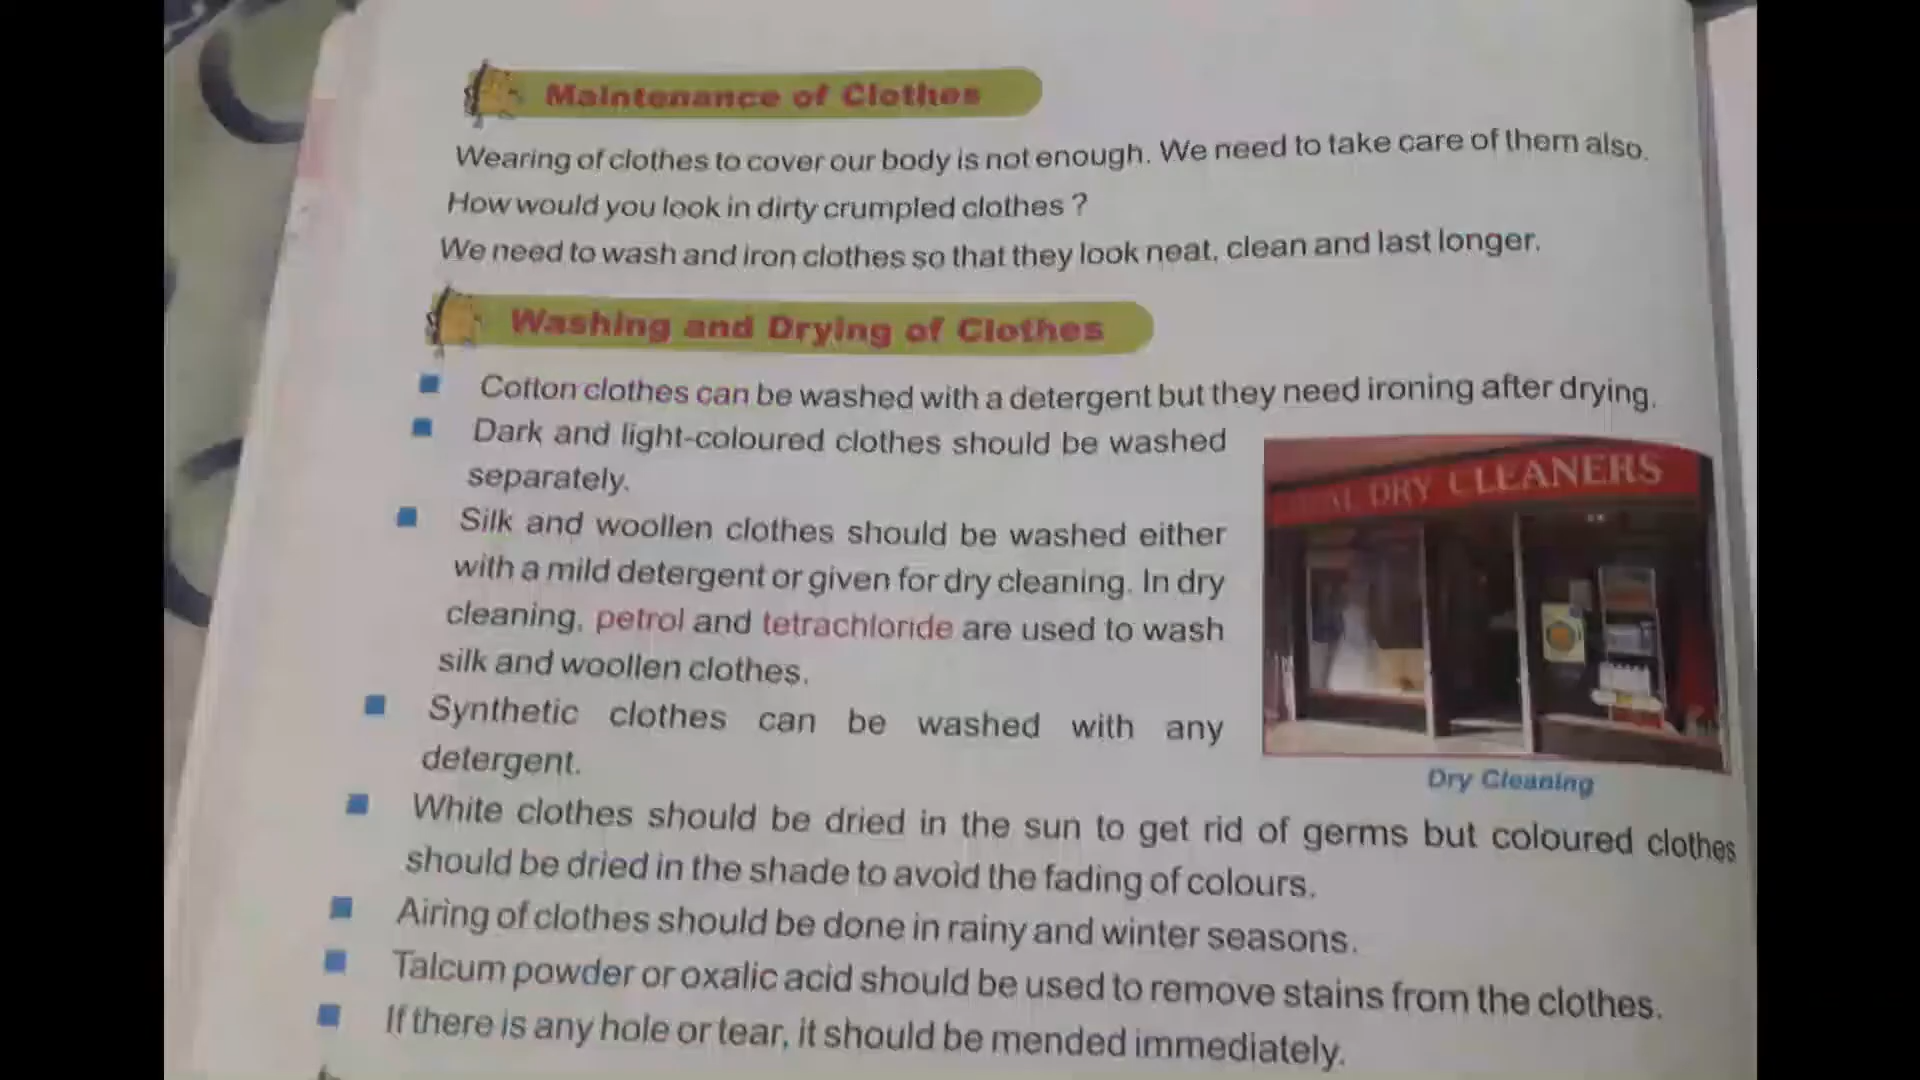 Maintenance of Clothes
Wearing of clothes to cover our body is not enough. We need to take care of them also.
How would you look in dirty crumpled clothes ?
We need to wash and iron clothes so that they look neat, clean and last longer.
Washing and Drying of Clothes
Cotton clothes can be washed with a detergent but they need ironing after drying.
Dark and light-coloured clothes should be washed
separately.
Silk and woollen clothes should be washed either
with a mild detergent or given for dry cleaning. In dry
cleaning, petrol and tetrachloride are used to wash
silk and woollen clothes.
Synthetic clothes can be washed with any
detergent.
DRY CLEANERS
Dry Cleaning
White clothes should be dried in the sun to get rid of germs but coloured clothes
should be dried in the shade to avoid the fading of colours.
Airing of clothes should be done in rainy and winter seasons.
Talcum powder or oxalic acid should be used to remove stains from the clothes.
If there is any hole or tear, it should be mended immediately.